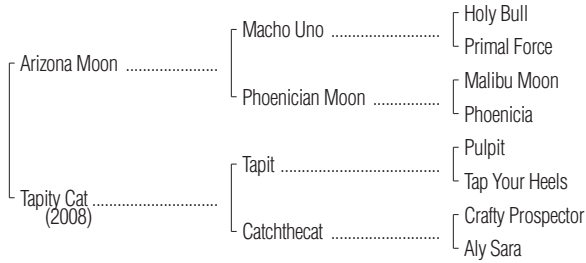 Holy Bull
Macho Uno ........................
Primal Force
Arizona Moon ....................
Malibu Moon
Phoenician Moon ...............
Phoenicia
Pulpit
Tapit ..................................
Tap Your Heels
Tapity Cat ...........................
(2008)
Crafty Prospector
Catchthecat ........................
Aly Sara